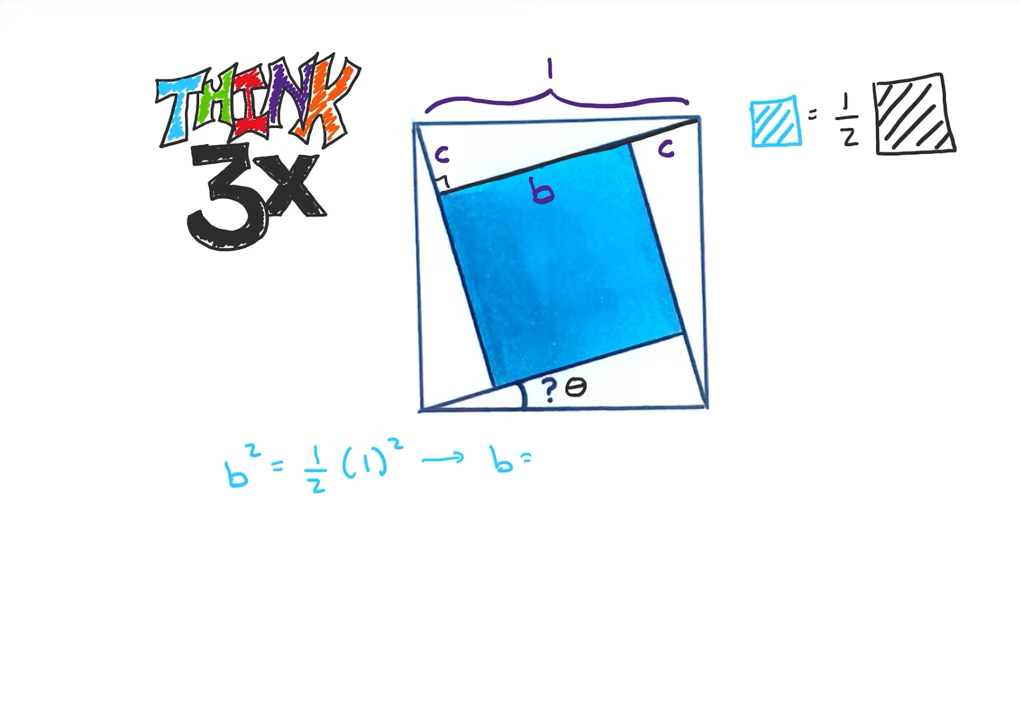 THINK
3x
1
c
c
b
? θ
= 1/2
b² = 1/2 (1)² → b =